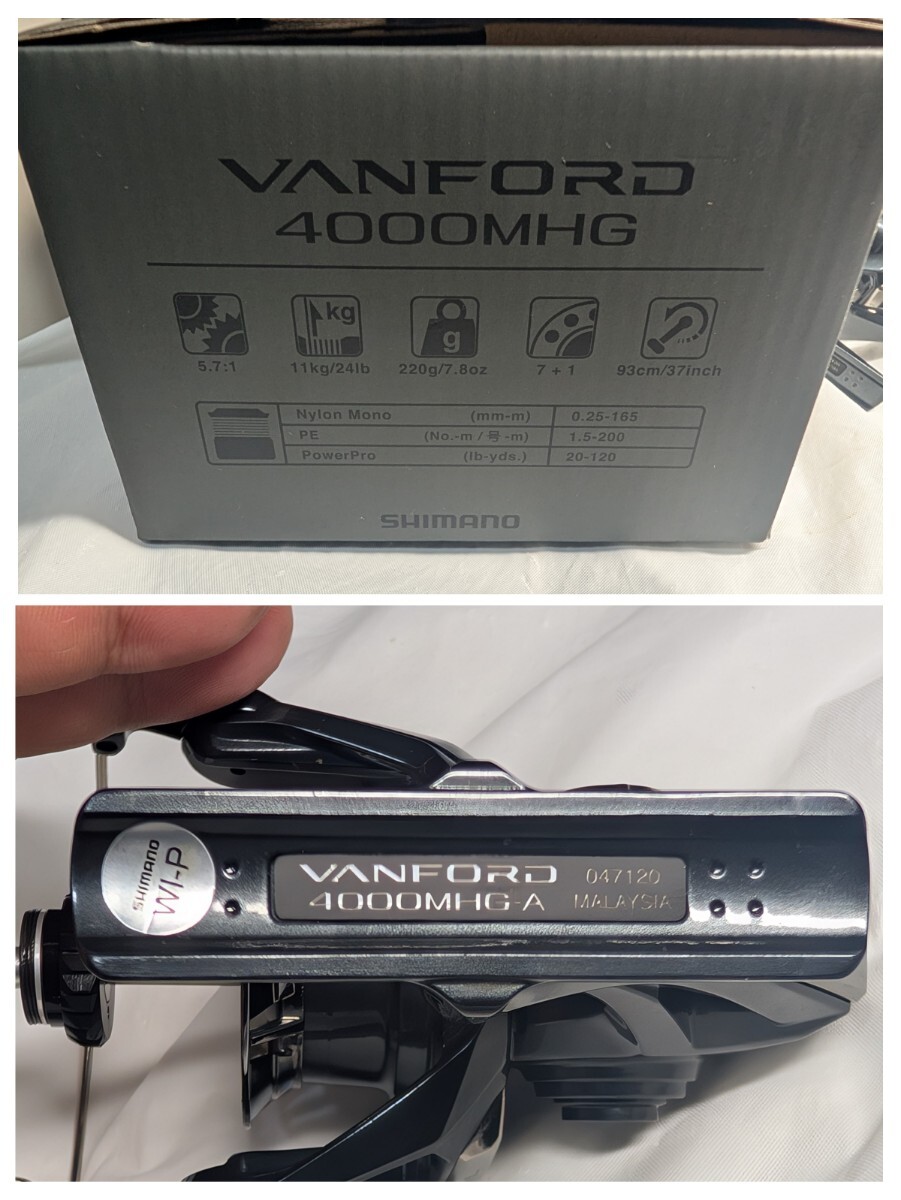 VANFORD
4000MHG
kg
g
5.7:1
11kg/24lb
220g/7.8oz
7 + 1
93cm/37inch
Nylon Mono (mm-m) 0.25-165
PE (No.-m / 号-m) 1.5-200
PowerPro (lb-yds.) 20-120
SHIMANO
SHIMANO
WI-P
VANFORD 047120
4000MHG-A MALAYSIA